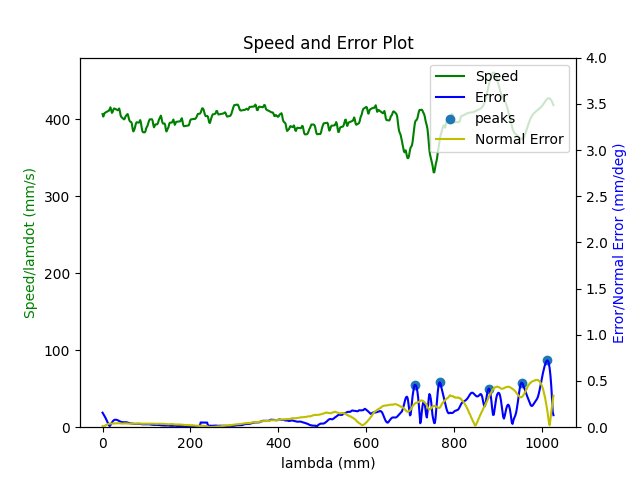 Speed and Error Plot
Speed
Error
peaks
Normal Error
Speed/lamdot (mm/s)
400
300
200
100
0
4.0
3.5
3.0
2.5
2.0
1.5
1.0
0.5
0.0
Error/Normal Error (mm/deg)
0 200 400 600 800 1000
lambda (mm)